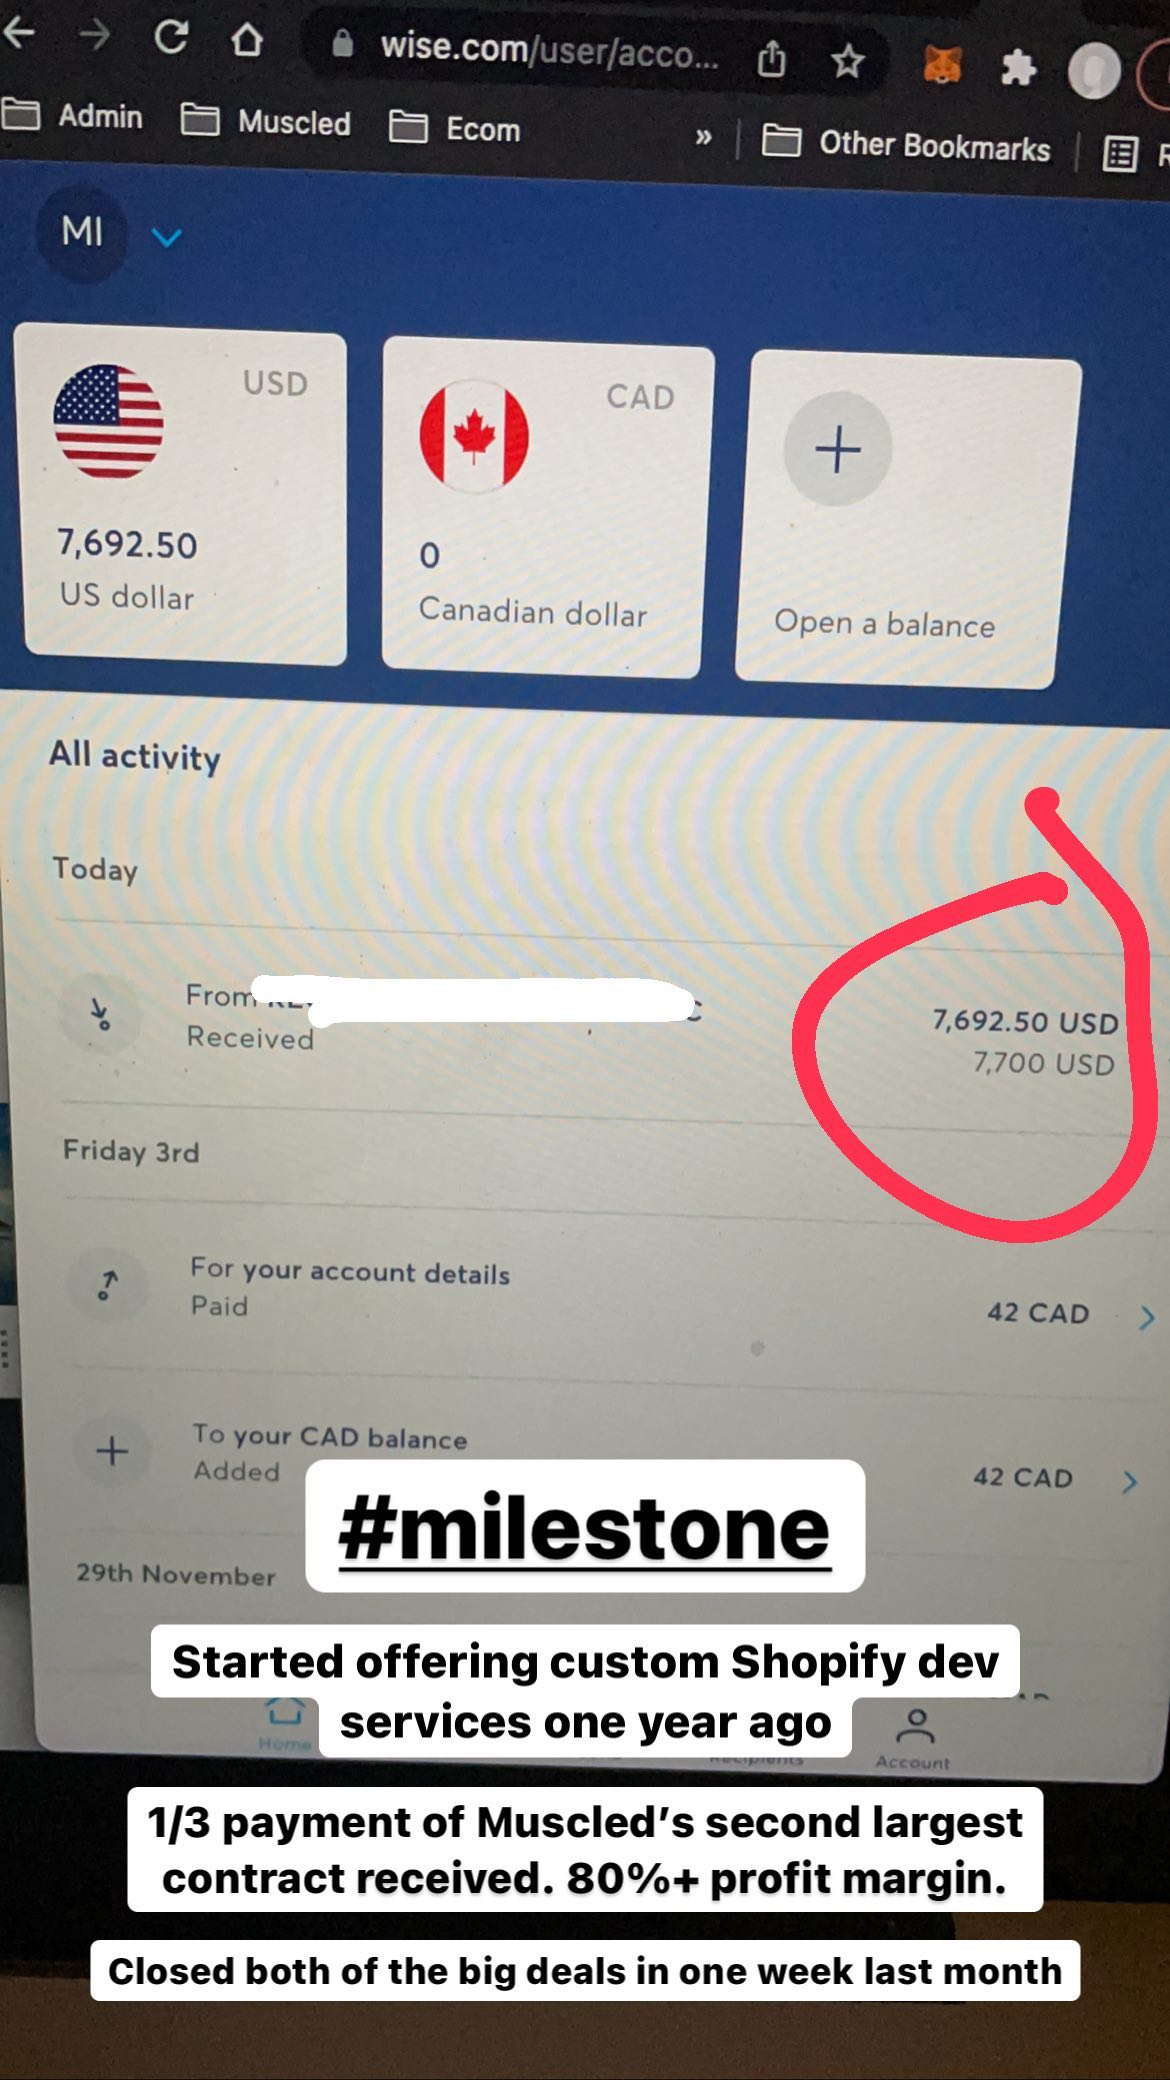 wise.com/user/acco...
Admin
Muscled
Ecom
»
Other Bookmarks
R
MI
USD
7,692.50
US dollar
CAD
0
Canadian dollar
Open a balance
All activity
Today
From
Received
7,692.50 USD
7,700 USD
Friday 3rd
For your account details
Paid
42 CAD
To your CAD balance
Added
42 CAD
#milestone
29th November
Started offering custom Shopify dev
services one year ago
Home
Recipients
Account
1/3 payment of Muscled's second largest
contract received. 80%+ profit margin.
Closed both of the big deals in one week last month